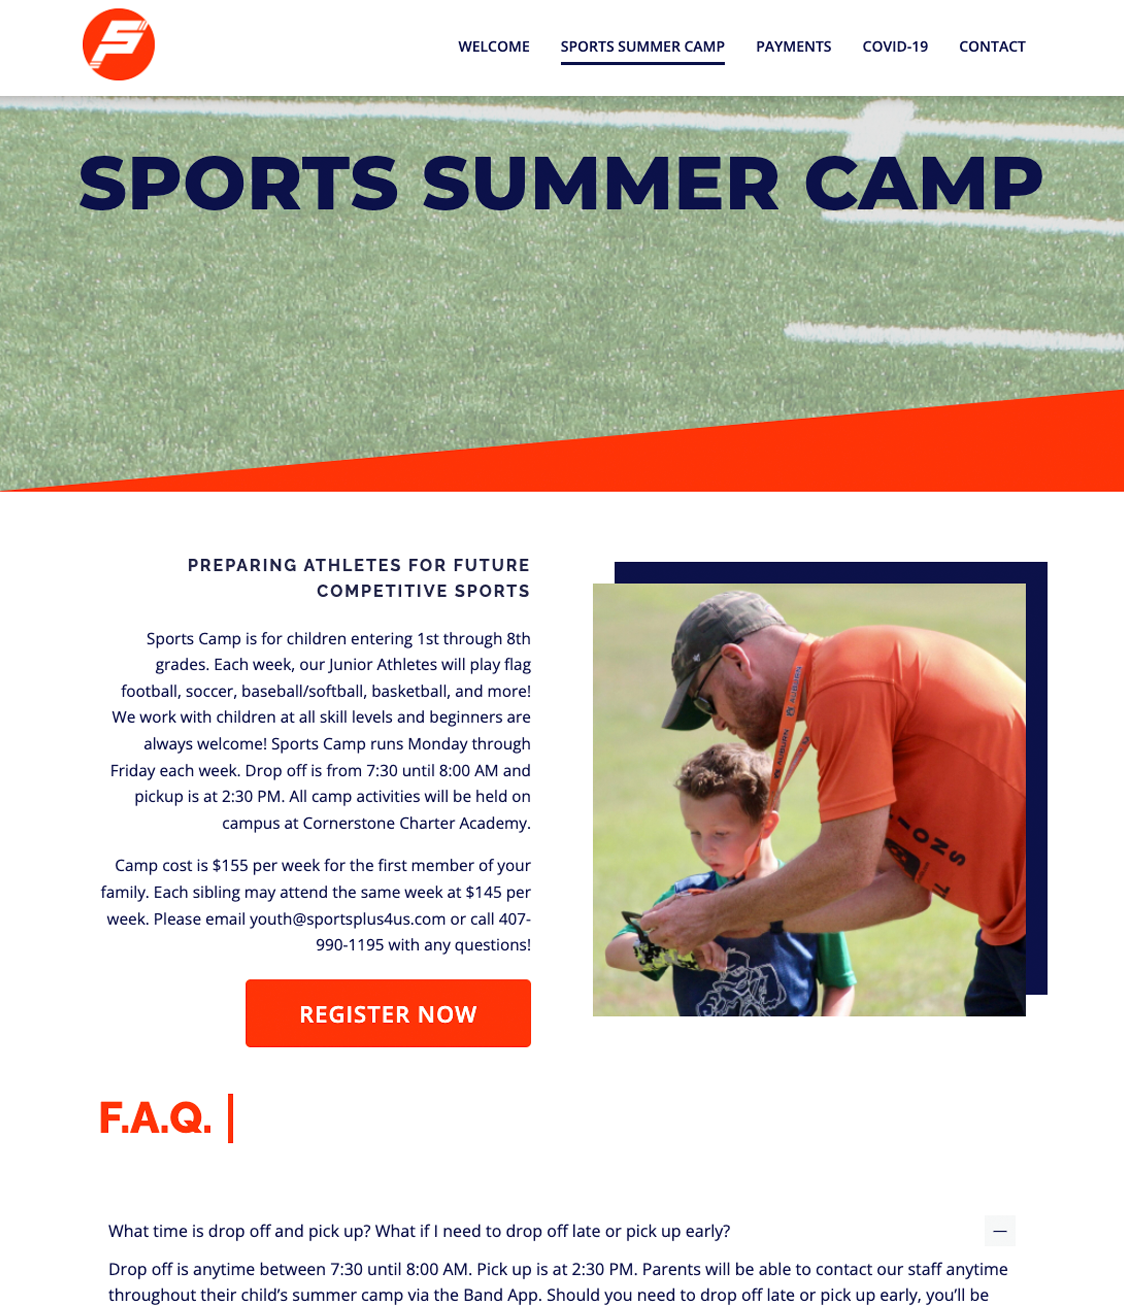 WELCOME SPORTS SUMMER CAMP PAYMENTS COVID-19 CONTACT
SPORTS SUMMER CAMP
PREPARING ATHLETES FOR FUTURE
COMPETITIVE SPORTS
Sports Camp is for children entering 1st through 8th
grades. Each week, our Junior Athletes will play flag
football, soccer, baseball/softball, basketball, and more!
We work with children at all skill levels and beginners are
always welcome! Sports Camp runs Monday through
Friday each week. Drop off is from 7:30 until 8:00 AM and
pickup is at 2:30 PM. All camp activities will be held on
campus at Cornerstone Charter Academy.
Camp cost is $155 per week for the first member of your
family. Each sibling may attend the same week at $145 per
week. Please email youth@sportsplus4us.com or call 407-
990-1195 with any questions!
AUBURN
AUBURN
REGISTER NOW
F.A.Q.
What time is drop off and pick up? What if I need to drop off late or pick up early?
Drop off is anytime between 7:30 until 8:00 AM. Pick up is at 2:30 PM. Parents will be able to contact our staff anytime
throughout their child's summer camp via the Band App. Should you need to drop off late or pick up early, you'll be